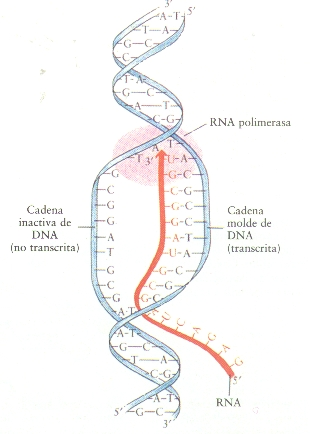 3'
A-T 5'
T-A
G-C
C
T-A
G-C
A-T
C-G
RNA polimerasa
A T
T 3' U-A
G G-C
C C-G
G G-C
G G-C
A A-T
T U-A
G G-C
C C-G
G G-C
Cadena
inactiva de
DNA
(no transcrita)
Cadena
molde de
DNA
(transcrita)
A-T
A-T
G-C
T-A
C-G
A-T
5' G-C
3'
5'
RNA